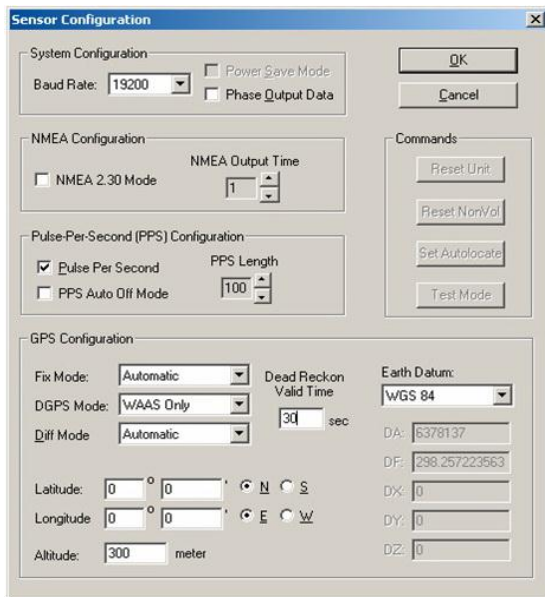 Sensor Configuration
System Configuration
Baud Rate: 19200
Power Save Mode
Phase Output Data
OK
Cancel
NMEA Configuration
NMEA 2.30 Mode
NMEA Output Time
1
Commands
Reset Unit
Reset NonVol
Set Autolocate
Test Mode
Pulse-Per-Second (PPS) Configuration
Pulse Per Second
PPS Auto Off Mode
PPS Length
100
GPS Configuration
Fix Mode: Automatic
DGPS Mode: WAAS Only
Diff Mode Automatic
Dead Reckon
Valid Time
30 sec
Earth Datum:
WGS 84
DA: 6378137
DF: 298.257223563
DX: 0
DY: 0
DZ: 0
Latitude: 0 ° 0 ' N S
Longitude 0 ° 0 ' E W
Altitude: 300 meter